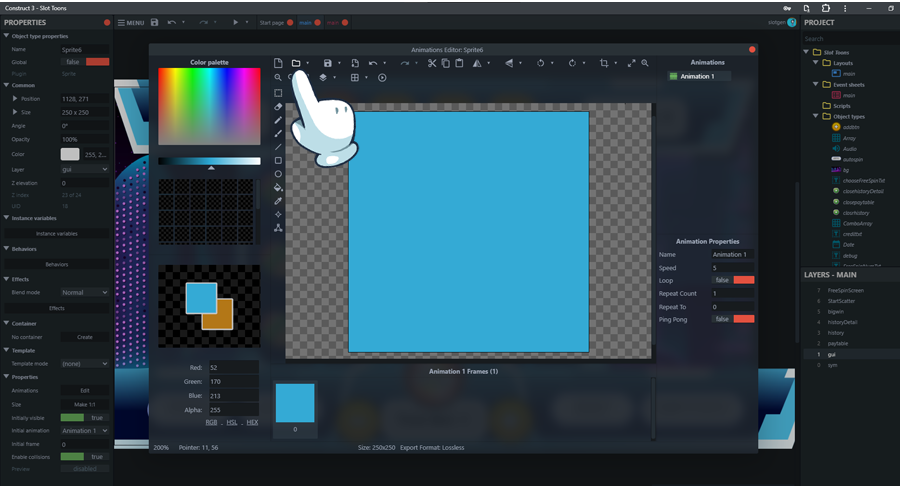 Construct 3 - Slot Toons
PROPERTIES
MENU
Start page
main
main
slotgen
PROJECT
Object type properties
Name Sprite6
Global false
Plugin Sprite
Common
Position 1128, 271
Size 250 x 250
Angle 0°
Opacity 100%
Color 255, 2...
Layer gui
Z elevation 0
Z index 23 of 24
UID 18
Instance variables
Instance variables
Behaviors
Behaviors
Effects
Blend mode Normal
Effects
Container
No container Create
Template
Template mode (none)
Properties
Animations Edit
Size Make 1:1
Initially visible true
Initial animation Animation 1
Initial frame 0
Enable collisions true
Preview disabled
Animations Editor: Sprite6
Color palette
Red: 52
Green: 170
Blue: 213
Alpha: 255
RGB - HSL - HEX
200% Pointer: 11, 56
Animation 1 Frames (1)
0
Size: 250x250 Export Format: Lossless
Animations
Animation 1
Animation Properties
Name Animation 1
Speed 5
Loop false
Repeat Count 1
Repeat To 0
Ping Pong false
Search
Slot Toons
Layouts
main
Event sheets
main
Scripts
Object types
addbtn
Array
Audio
autospin
bg
chooseFreeSpinTxt
closehistoryDetail
closepaytable
closrhistory
ComboArray
creditxt
Date
debug
LAYERS - MAIN
7 FreeSpinScreen
6 StartScatter
5 bigwin
4 historyDetail
3 history
2 paytable
1 gui
0 sym